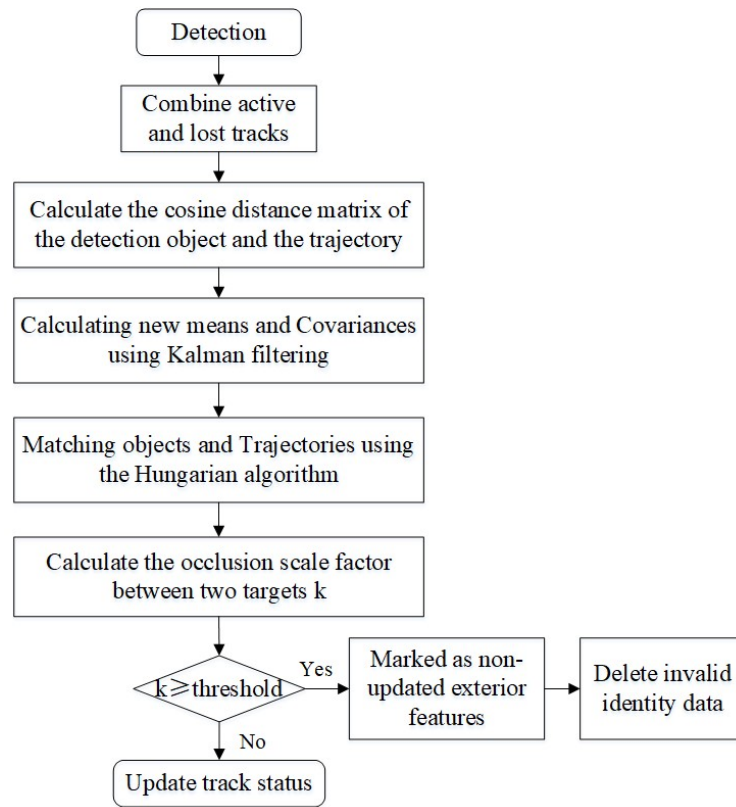 Detection
Combine active
and lost tracks
Calculate the cosine distance matrix of
the detection object and the trajectory
Calculating new means and Covariances
using Kalman filtering
Matching objects and Trajectories using
the Hungarian algorithm
Calculate the occlusion scale factor
between two targets k
k⩾threshold
Yes
Marked as non-
updated exterior
features
Delete invalid
identity data
No
Update track status